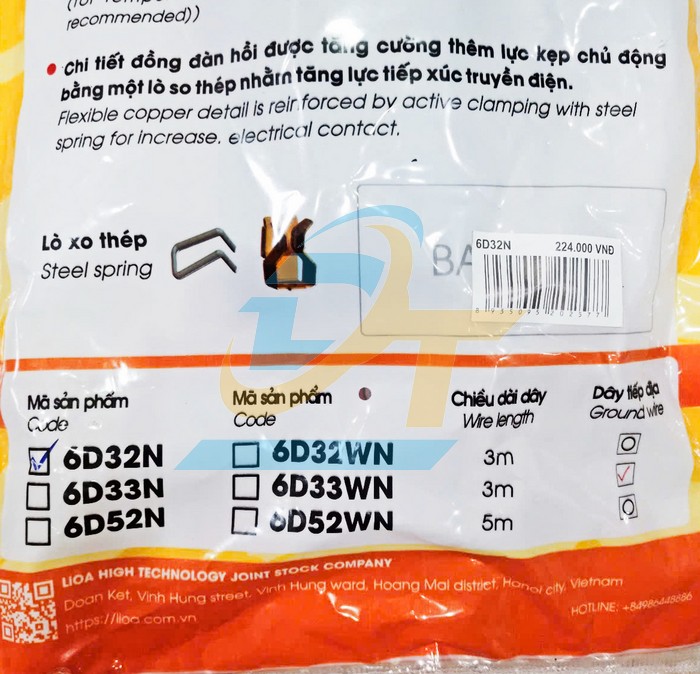 recommended))
• Chi tiết đồng đàn hồi được tăng cường thêm lực kẹp chủ động
bằng một lò so thép nhằm tăng lực tiếp xúc truyền điện.
Flexible copper detail is reinforced by active clamping with steel
spring for increase. electrical contact.
Lò xo thép
Steel spring
BA
6D32N 224.000 VNĐ
Mã sản phẩm Mã sản phẩm Chiều dài dây Dây tiếp địa
Code Code Wire length Ground wire
6D32N 6D32WN 3m
6D33N 6D33WN 3m
6D52N 6D52WN 5m
LIOA HIGH TECHNOLOGY JOINT STOCK COMPANY
Doan Ket, Vinh Hung street, Vinh Hung ward, Hoang Mai district, Hanoi city, Vietnam
https://lioa.com.vn
HOTLINE: +84986448886
DT